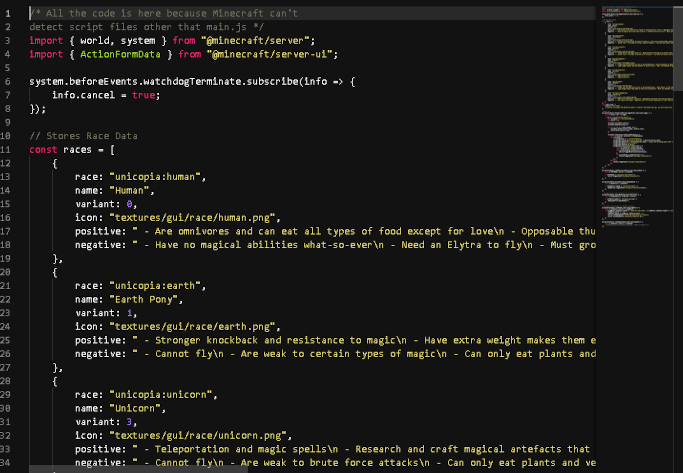 1 /* All the code is here because Minecraft can't
2 detect script files other that main.js */
3 import { world, system } from "@minecraft/server";
4 import { ActionFormData } from "@minecraft/server-ui";
5
6 system.beforeEvents.watchdogTerminate.subscribe(info => {
7 info.cancel = true;
8 });
9
10 // Stores Race Data
11 const races = [
12 {
13 race: "unicopia:human",
14 name: "Human",
15 variant: 0,
16 icon: "textures/gui/race/human.png",
17 positive: " - Are omnivores and can eat all types of food except for love\n - Opposable thu
18 negative: " - Have no magical abilities what-so-ever\n - Need an Elytra to fly\n - Must gro
19 },
20 {
21 race: "unicopia:earth",
22 name: "Earth Pony",
23 variant: 1,
24 icon: "textures/gui/race/earth.png",
25 positive: " - Stronger knockback and resistance to magic\n - Have extra weight makes them e
26 negative: " - Cannot fly\n - Are weak to certain types of magic\n - Can only eat plants and
27 },
28 {
29 race: "unicopia:unicorn",
30 name: "Unicorn",
31 variant: 3,
32 icon: "textures/gui/race/unicorn.png",
33 positive: " - Teleportation and magic spells\n - Research and craft magical artefacts that
34 negative: " - Cannot fly\n - Are weak to brute force attacks\n - Can only eat plants and ve